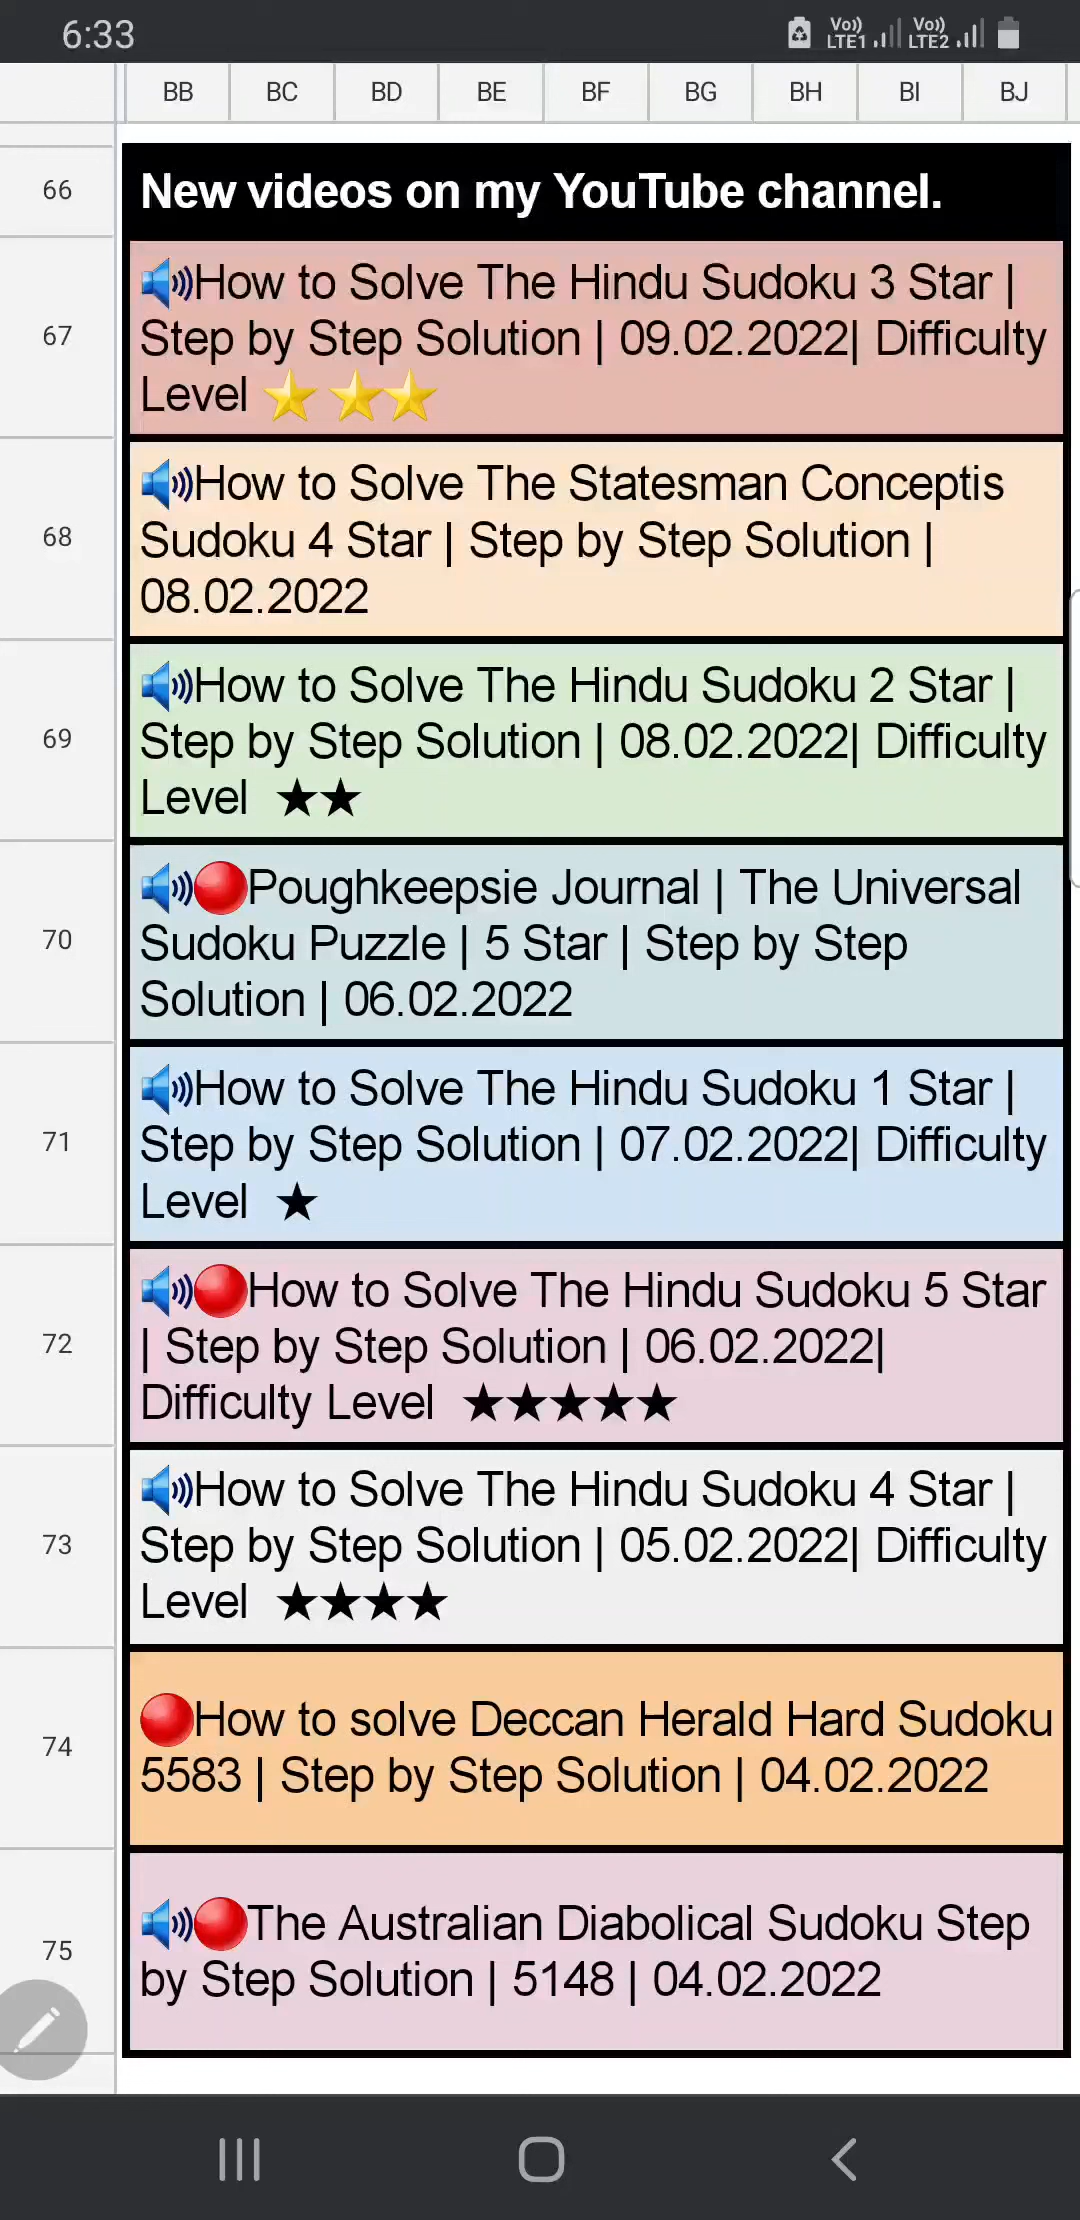 6:33
Vo)) LTE1 Vo)) LTE2
BB BC BD BE BF BG BH BI BJ
66
New videos on my YouTube channel.
67
🔊How to Solve The Hindu Sudoku 3 Star |
Step by Step Solution | 09.02.2022| Difficulty
Level ⭐ ⭐⭐
68
🔊How to Solve The Statesman Conceptis
Sudoku 4 Star | Step by Step Solution |
08.02.2022
69
🔊How to Solve The Hindu Sudoku 2 Star |
Step by Step Solution | 08.02.2022| Difficulty
Level ★★
70
🔊🔴Poughkeepsie Journal | The Universal
Sudoku Puzzle | 5 Star | Step by Step
Solution | 06.02.2022
71
🔊How to Solve The Hindu Sudoku 1 Star |
Step by Step Solution | 07.02.2022| Difficulty
Level ★
72
🔊🔴How to Solve The Hindu Sudoku 5 Star
| Step by Step Solution | 06.02.2022|
Difficulty Level ★★★★★
73
🔊How to Solve The Hindu Sudoku 4 Star |
Step by Step Solution | 05.02.2022| Difficulty
Level ★★★★
74
🔴How to solve Deccan Herald Hard Sudoku
5583 | Step by Step Solution | 04.02.2022
75
🔊🔴The Australian Diabolical Sudoku Step
by Step Solution | 5148 | 04.02.2022